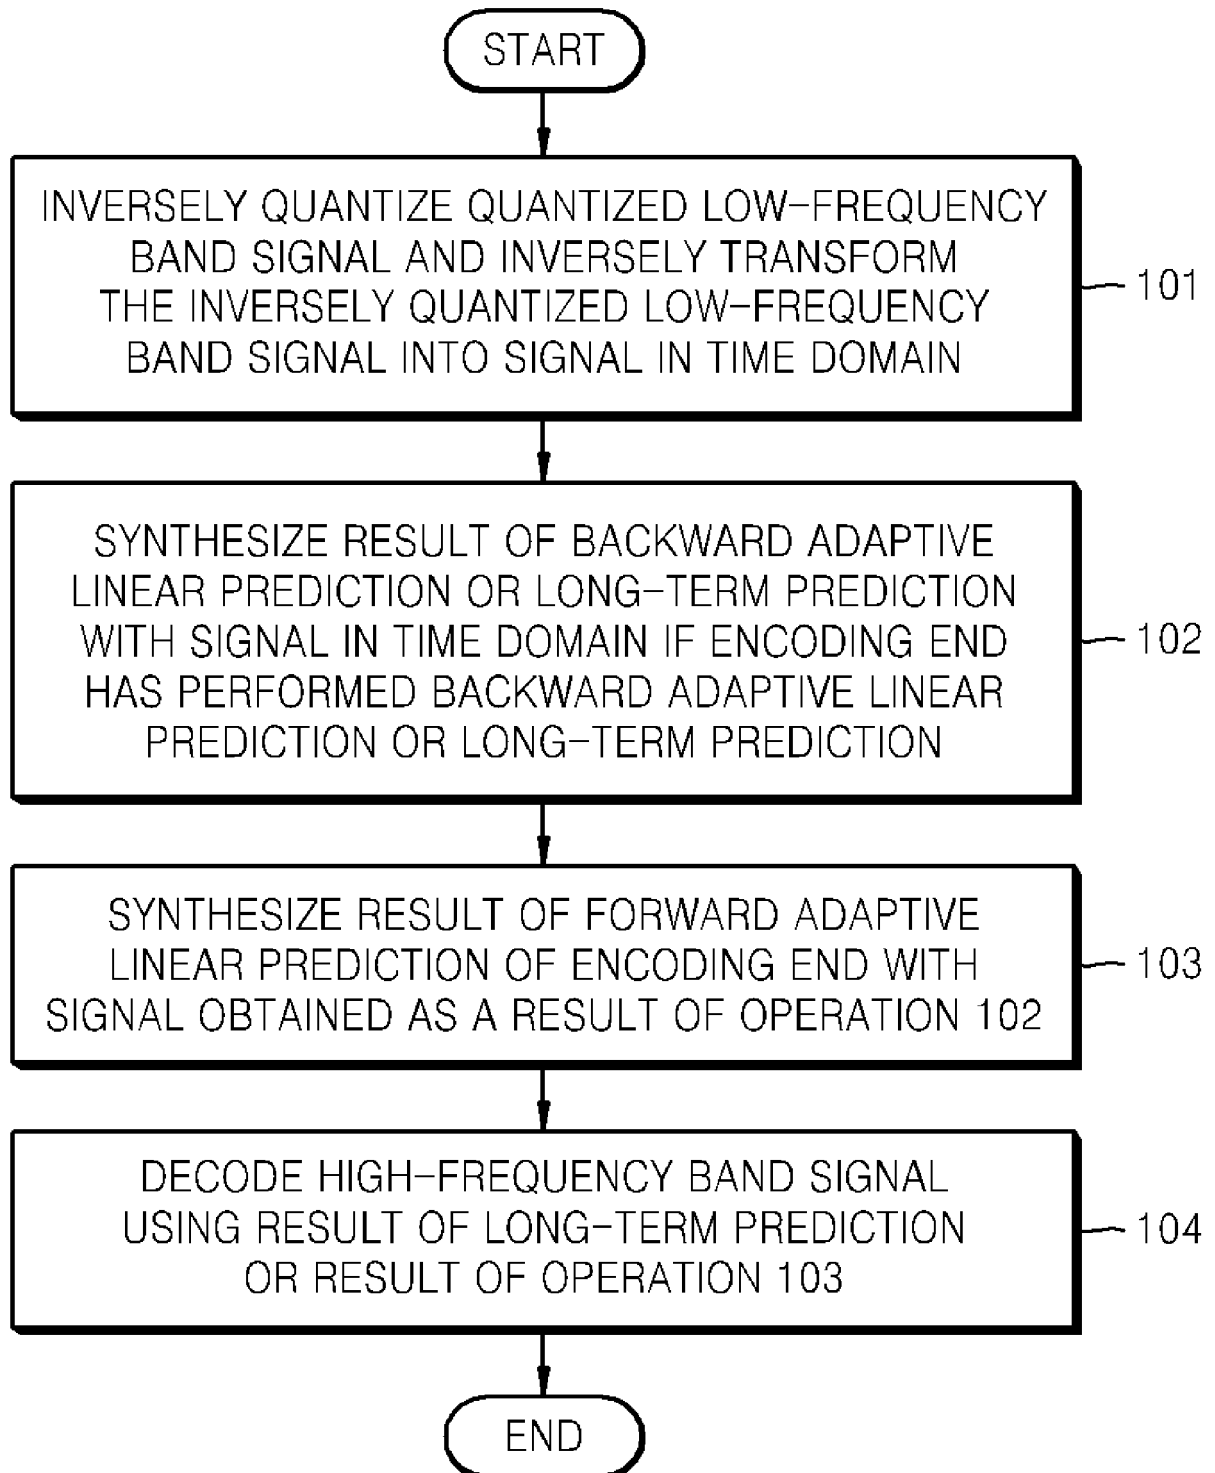 START
INVERSELY QUANTIZE QUANTIZED LOW-FREQUENCY
BAND SIGNAL AND INVERSELY TRANSFORM
THE INVERSELY QUANTIZED LOW-FREQUENCY
BAND SIGNAL INTO SIGNAL IN TIME DOMAIN
101
SYNTHESIZE RESULT OF BACKWARD ADAPTIVE
LINEAR PREDICTION OR LONG-TERM PREDICTION
WITH SIGNAL IN TIME DOMAIN IF ENCODING END
HAS PERFORMED BACKWARD ADAPTIVE LINEAR
PREDICTION OR LONG-TERM PREDICTION
102
SYNTHESIZE RESULT OF FORWARD ADAPTIVE
LINEAR PREDICTION OF ENCODING END WITH
SIGNAL OBTAINED AS A RESULT OF OPERATION 102
103
DECODE HIGH-FREQUENCY BAND SIGNAL
USING RESULT OF LONG-TERM PREDICTION
OR RESULT OF OPERATION 103
104
END